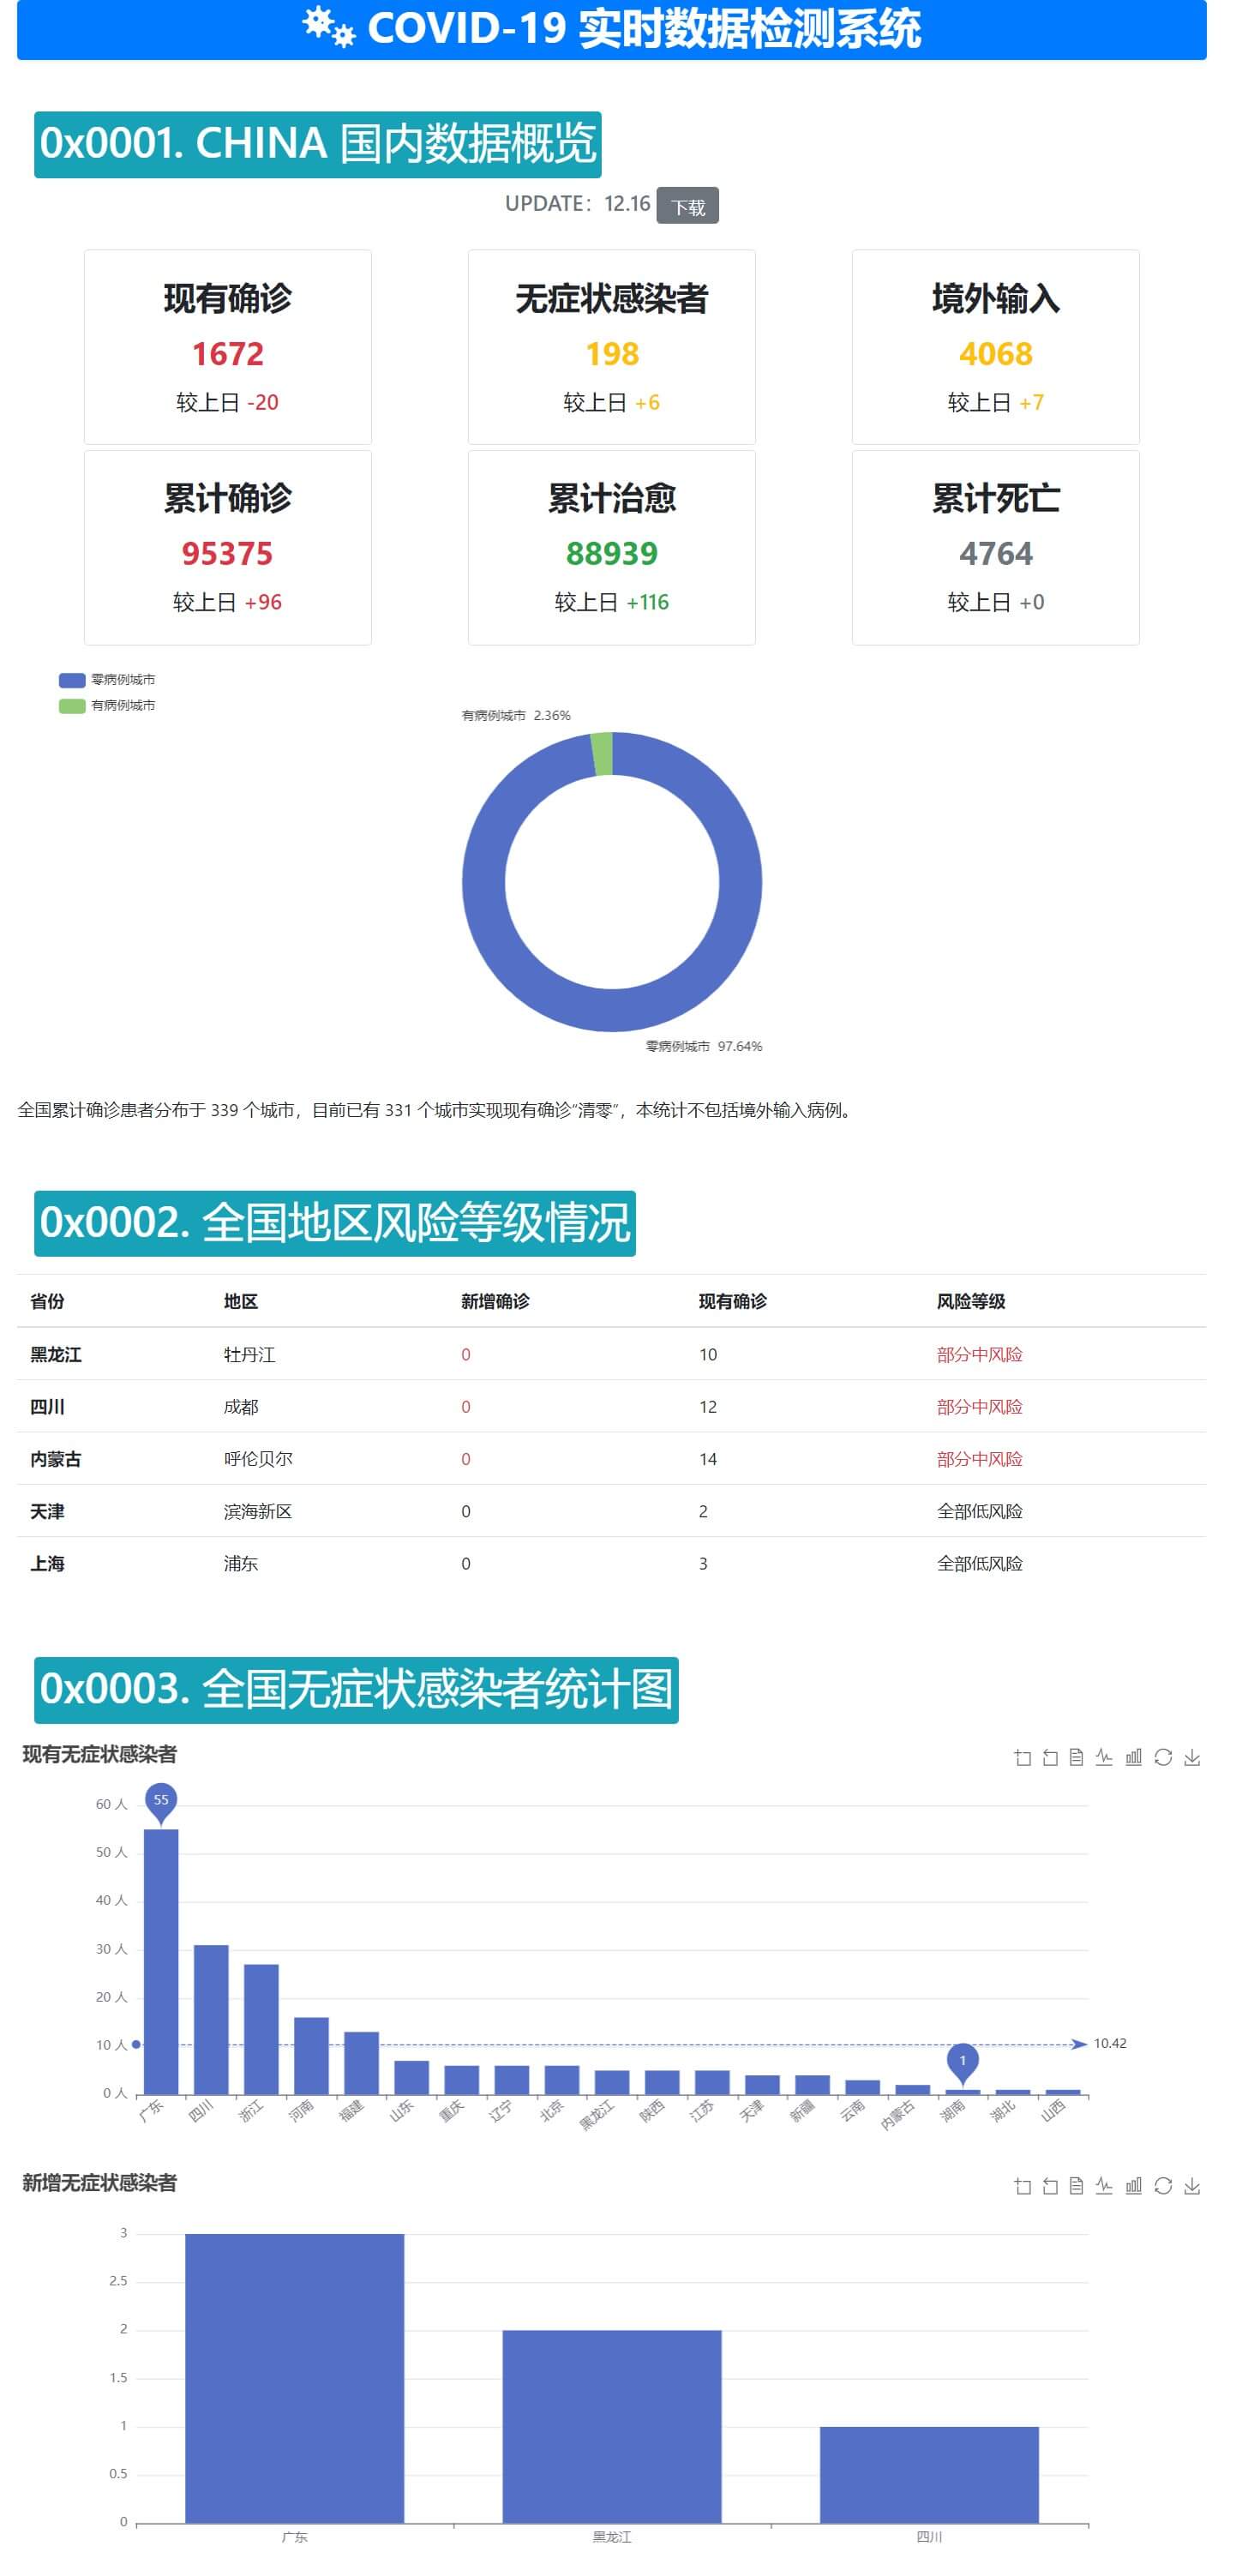 COVID-19 实时数据检测系统
0x0001. CHINA 国内数据概览
UPDATE：12.16 下载
现有确诊
1672
较上日 -20
无症状感染者
198
较上日 +6
境外输入
4068
较上日 +7
累计确诊
95375
较上日 +96
累计治愈
88939
较上日 +116
累计死亡
4764
较上日 +0
零病例城市
有病例城市
有病例城市 2.36%
零病例城市 97.64%
全国累计确诊患者分布于 339 个城市，目前已有 331 个城市实现现有确诊“清零”，本统计不包括境外输入病例。
0x0002. 全国地区风险等级情况
省份 地区 新增确诊 现有确诊 风险等级
黑龙江 牡丹江 0 10 部分中风险
四川 成都 0 12 部分中风险
内蒙古 呼伦贝尔 0 14 部分中风险
天津 滨海新区 0 2 全部低风险
上海 浦东 0 3 全部低风险
0x0003. 全国无症状感染者统计图
现有无症状感染者
60 人
55
50 人
40 人
30 人
20 人
10 人
10.42
1
0 人
广东 四川 浙江 河南 福建 山东 重庆 辽宁 北京 黑龙江 陕西 江苏 天津 新疆 云南 内蒙古 湖南 湖北 山西
新增无症状感染者
3
2.5
2
1.5
1
0.5
0
广东 黑龙江 四川